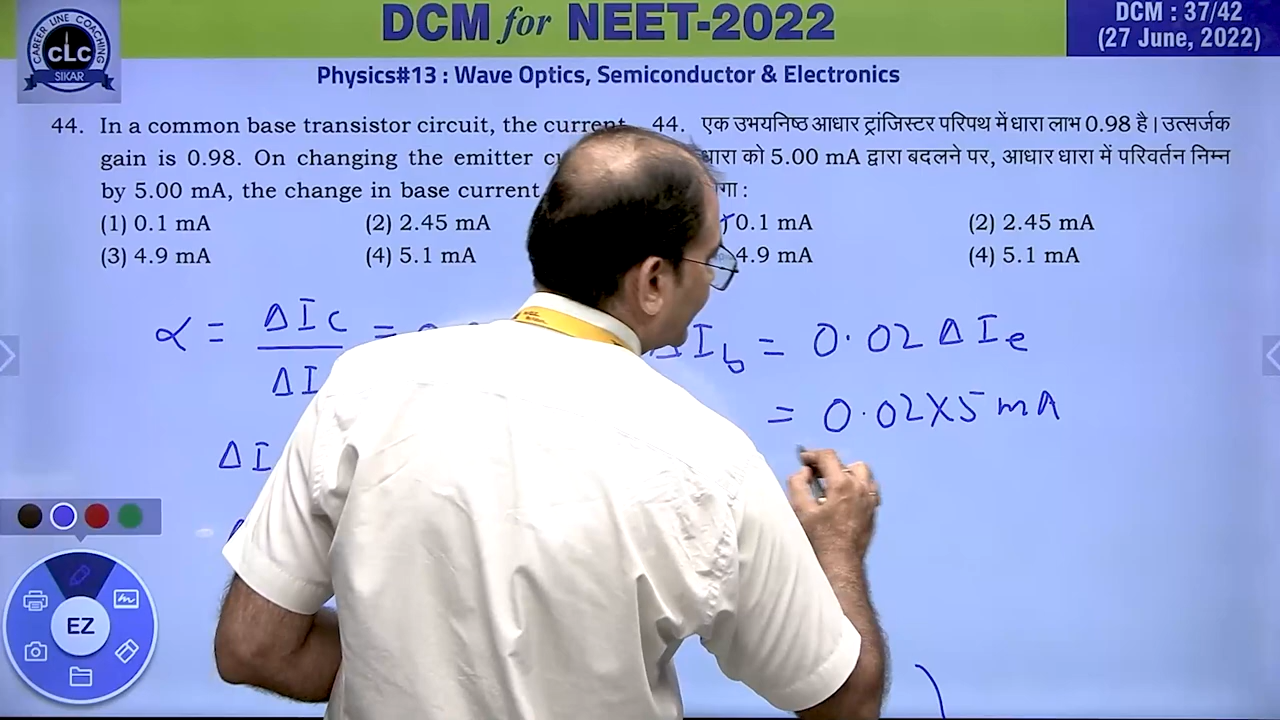 DCM for NEET-2022
DCM : 37/42
(27 June, 2022)
CAREER LINE COACHING
CLC
SIKAR
Physics#13 : Wave Optics, Semiconductor & Electronics
44. In a common base transistor circuit, the current
gain is 0.98. On changing the emitter
by 5.00 mA, the change in base current
(1) 0.1 mA (2) 2.45 mA
(3) 4.9 mA (4) 5.1 mA
44. एक उभयनिष्ठ आधार ट्रांजिस्टर परिपथ में धारा लाभ 0.98 है। उत्सर्जक
धारा को 5.00 mA द्वारा बदलने पर, आधार धारा में परिवर्तन निम्न
0.1 mA (2) 2.45 mA
4.9 mA (4) 5.1 mA
α = ΔIc =
ΔI
ΔI
ΔIb = 0.02 ΔIe
= 0.02×5 mA
EZ